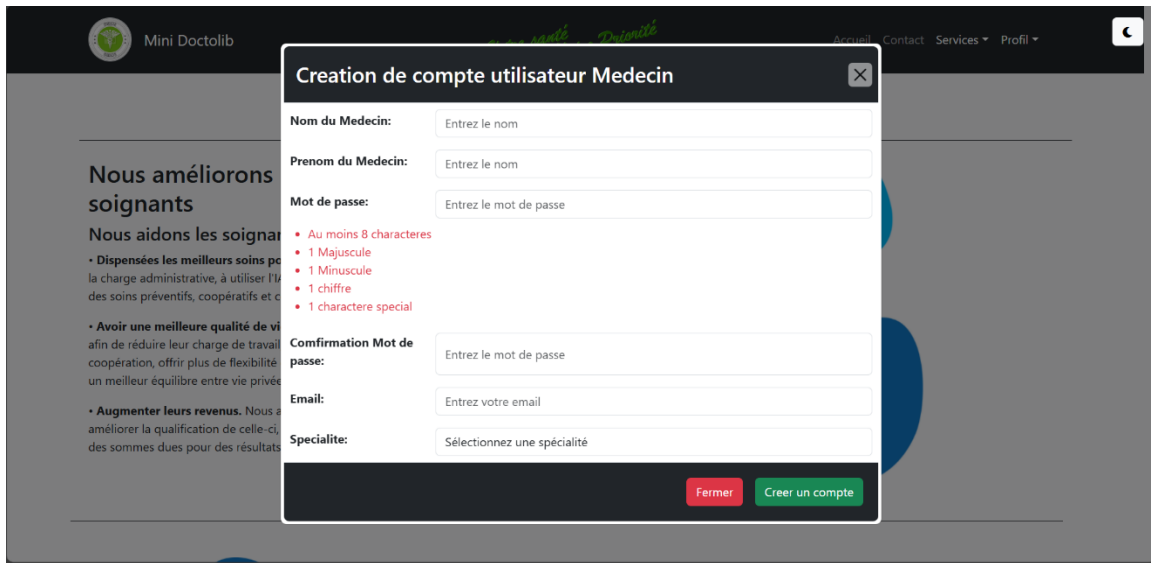 Mini Doctolib
santé Priorité
Accueil Contact Services Profil
Creation de compte utilisateur Medecin
Nom du Medecin:
Entrez le nom
Prenom du Medecin:
Entrez le nom
Mot de passe:
Entrez le mot de passe
• Au moins 8 characteres
• 1 Majuscule
• 1 Minuscule
• 1 chiffre
• 1 charactere special
Comfirmation Mot de
passe:
Entrez le mot de passe
Email:
Entrez votre email
Specialite:
Sélectionnez une spécialité
Fermer
Creer un compte
Nous améliorons
soignants
Nous aidons les
• Dispensées les meilleurs soins
la charge administrative, à utiliser
des soins préventifs, coopératifs et
• Avoir une meilleure qualité de
afin de réduire leur charge de travail
coopération, offrir plus de flexibilité
un meilleur équilibre entre vie privée
• Augmenter leurs revenus. Nous
améliorer la qualification de celle-ci,
des sommes dues pour des résultats